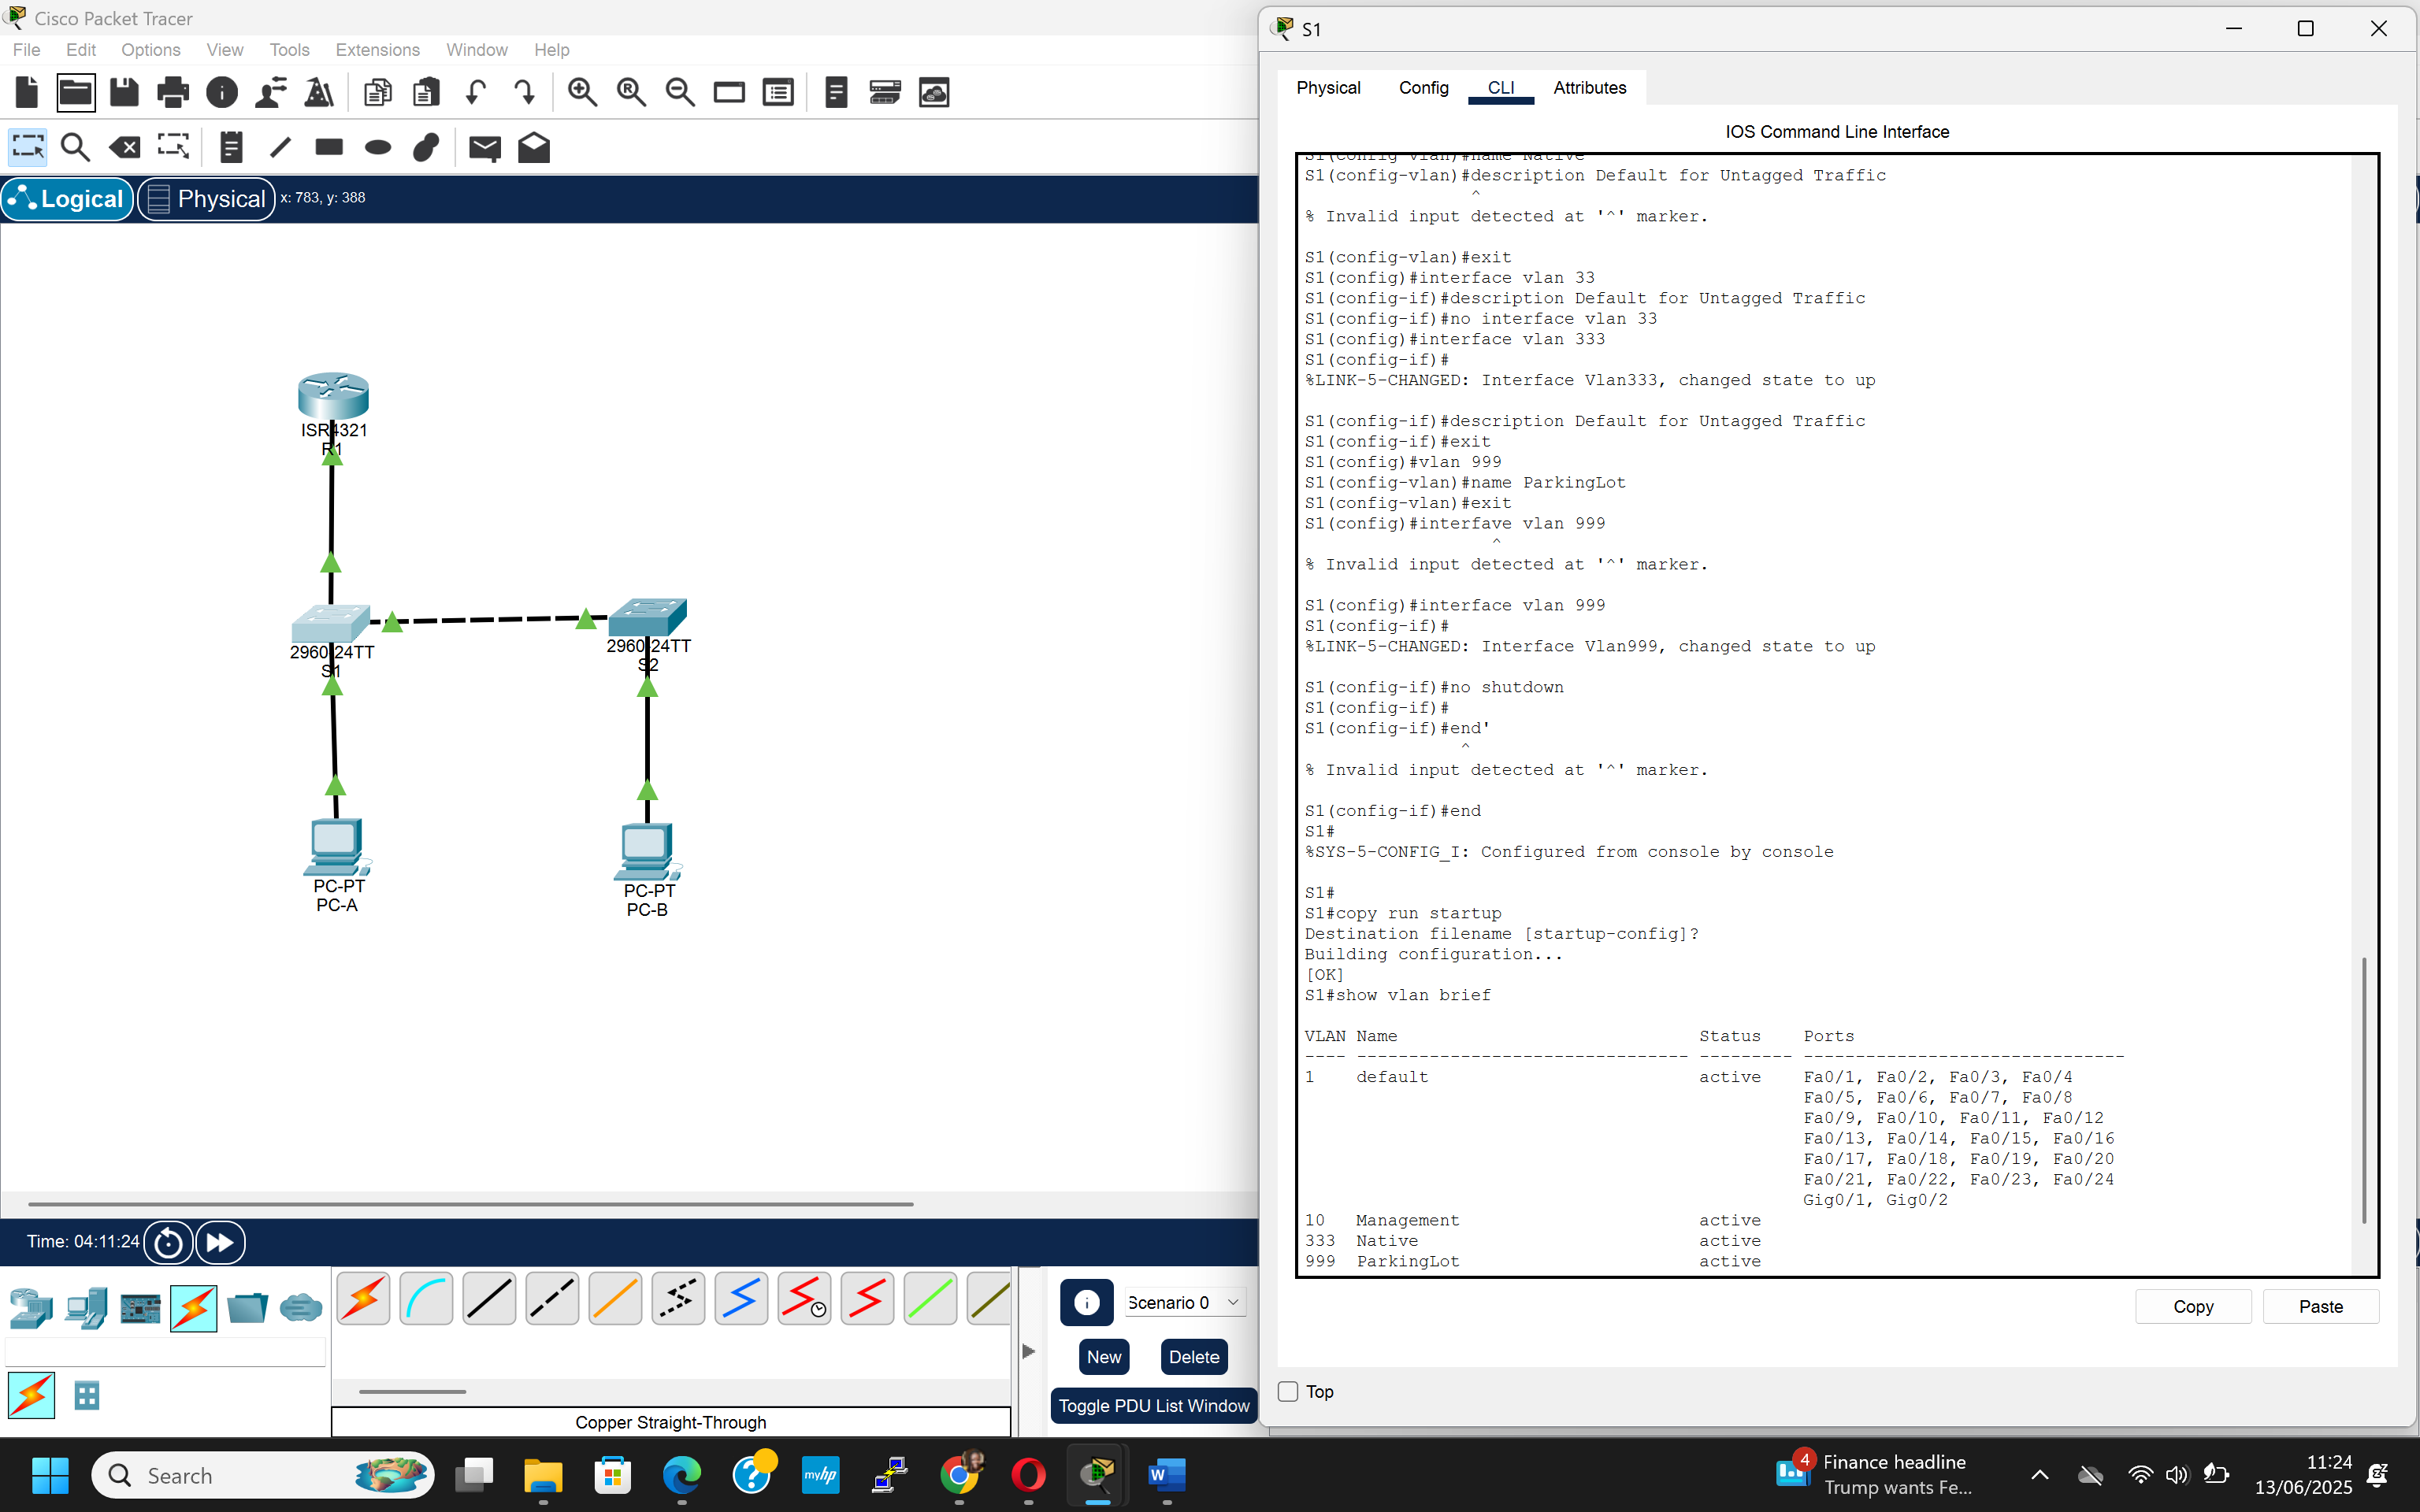 Cisco Packet Tracer
File Edit Options View Tools Extensions Window Help
Logical Physical x: 783, y: 388
ISR4321
R1
2960-24TT
S1
2960-24TT
S2
PC-PT
PC-A
PC-PT
PC-B
Time: 04:11:24
Scenario 0
New Delete
Toggle PDU List Window
Copper Straight-Through
S1
Physical Config CLI Attributes
IOS Command Line Interface
S1(config-vlan)#name Native
S1(config-vlan)#description Default for Untagged Traffic
^
% Invalid input detected at '^' marker.
S1(config-vlan)#exit
S1(config)#interface vlan 33
S1(config-if)#description Default for Untagged Traffic
S1(config-if)#no interface vlan 33
S1(config)#interface vlan 333
S1(config-if)#
%LINK-5-CHANGED: Interface Vlan333, changed state to up
S1(config-if)#description Default for Untagged Traffic
S1(config-if)#exit
S1(config)#vlan 999
S1(config-vlan)#name ParkingLot
S1(config-vlan)#exit
S1(config)#interfave vlan 999
^
% Invalid input detected at '^' marker.
S1(config)#interface vlan 999
S1(config-if)#
%LINK-5-CHANGED: Interface Vlan999, changed state to up
S1(config-if)#no shutdown
S1(config-if)#
S1(config-if)#end'
^
% Invalid input detected at '^' marker.
S1(config-if)#end
S1#
%SYS-5-CONFIG_I: Configured from console by console
S1#
S1#copy run startup
Destination filename [startup-config]?
Building configuration...
[OK]
S1#show vlan brief
VLAN Name Status Ports
---- -------------------------------- --------- -------------------------------
1 default active Fa0/1, Fa0/2, Fa0/3, Fa0/4
Fa0/5, Fa0/6, Fa0/7, Fa0/8
Fa0/9, Fa0/10, Fa0/11, Fa0/12
Fa0/13, Fa0/14, Fa0/15, Fa0/16
Fa0/17, Fa0/18, Fa0/19, Fa0/20
Fa0/21, Fa0/22, Fa0/23, Fa0/24
Gig0/1, Gig0/2
10 Management active
333 Native active
999 ParkingLot active
Copy Paste
Top
Search
myhp
W
4
Finance headline
Trump wants Fe...
11:24
13/06/2025